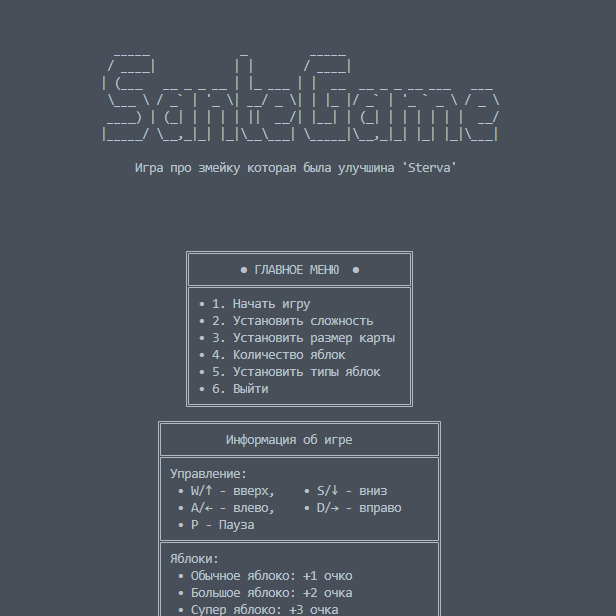 SankeGame
Игра про змейку которая была улучшина 'Sterva'
● ГЛАВНОЕ МЕНЮ ●
• 1. Начать игру
• 2. Установить сложность
• 3. Установить размер карты
• 4. Количество яблок
• 5. Установить типы яблок
• 6. Выйти
Информация об игре
Управление:
• W/↑ - вверх, • S/↓ - вниз
• A/← - влево, • D/→ - вправо
• P - Пауза
Яблоки:
• Обычное яблоко: +1 очко
• Большое яблоко: +2 очка
• Супер яблоко: +3 очка